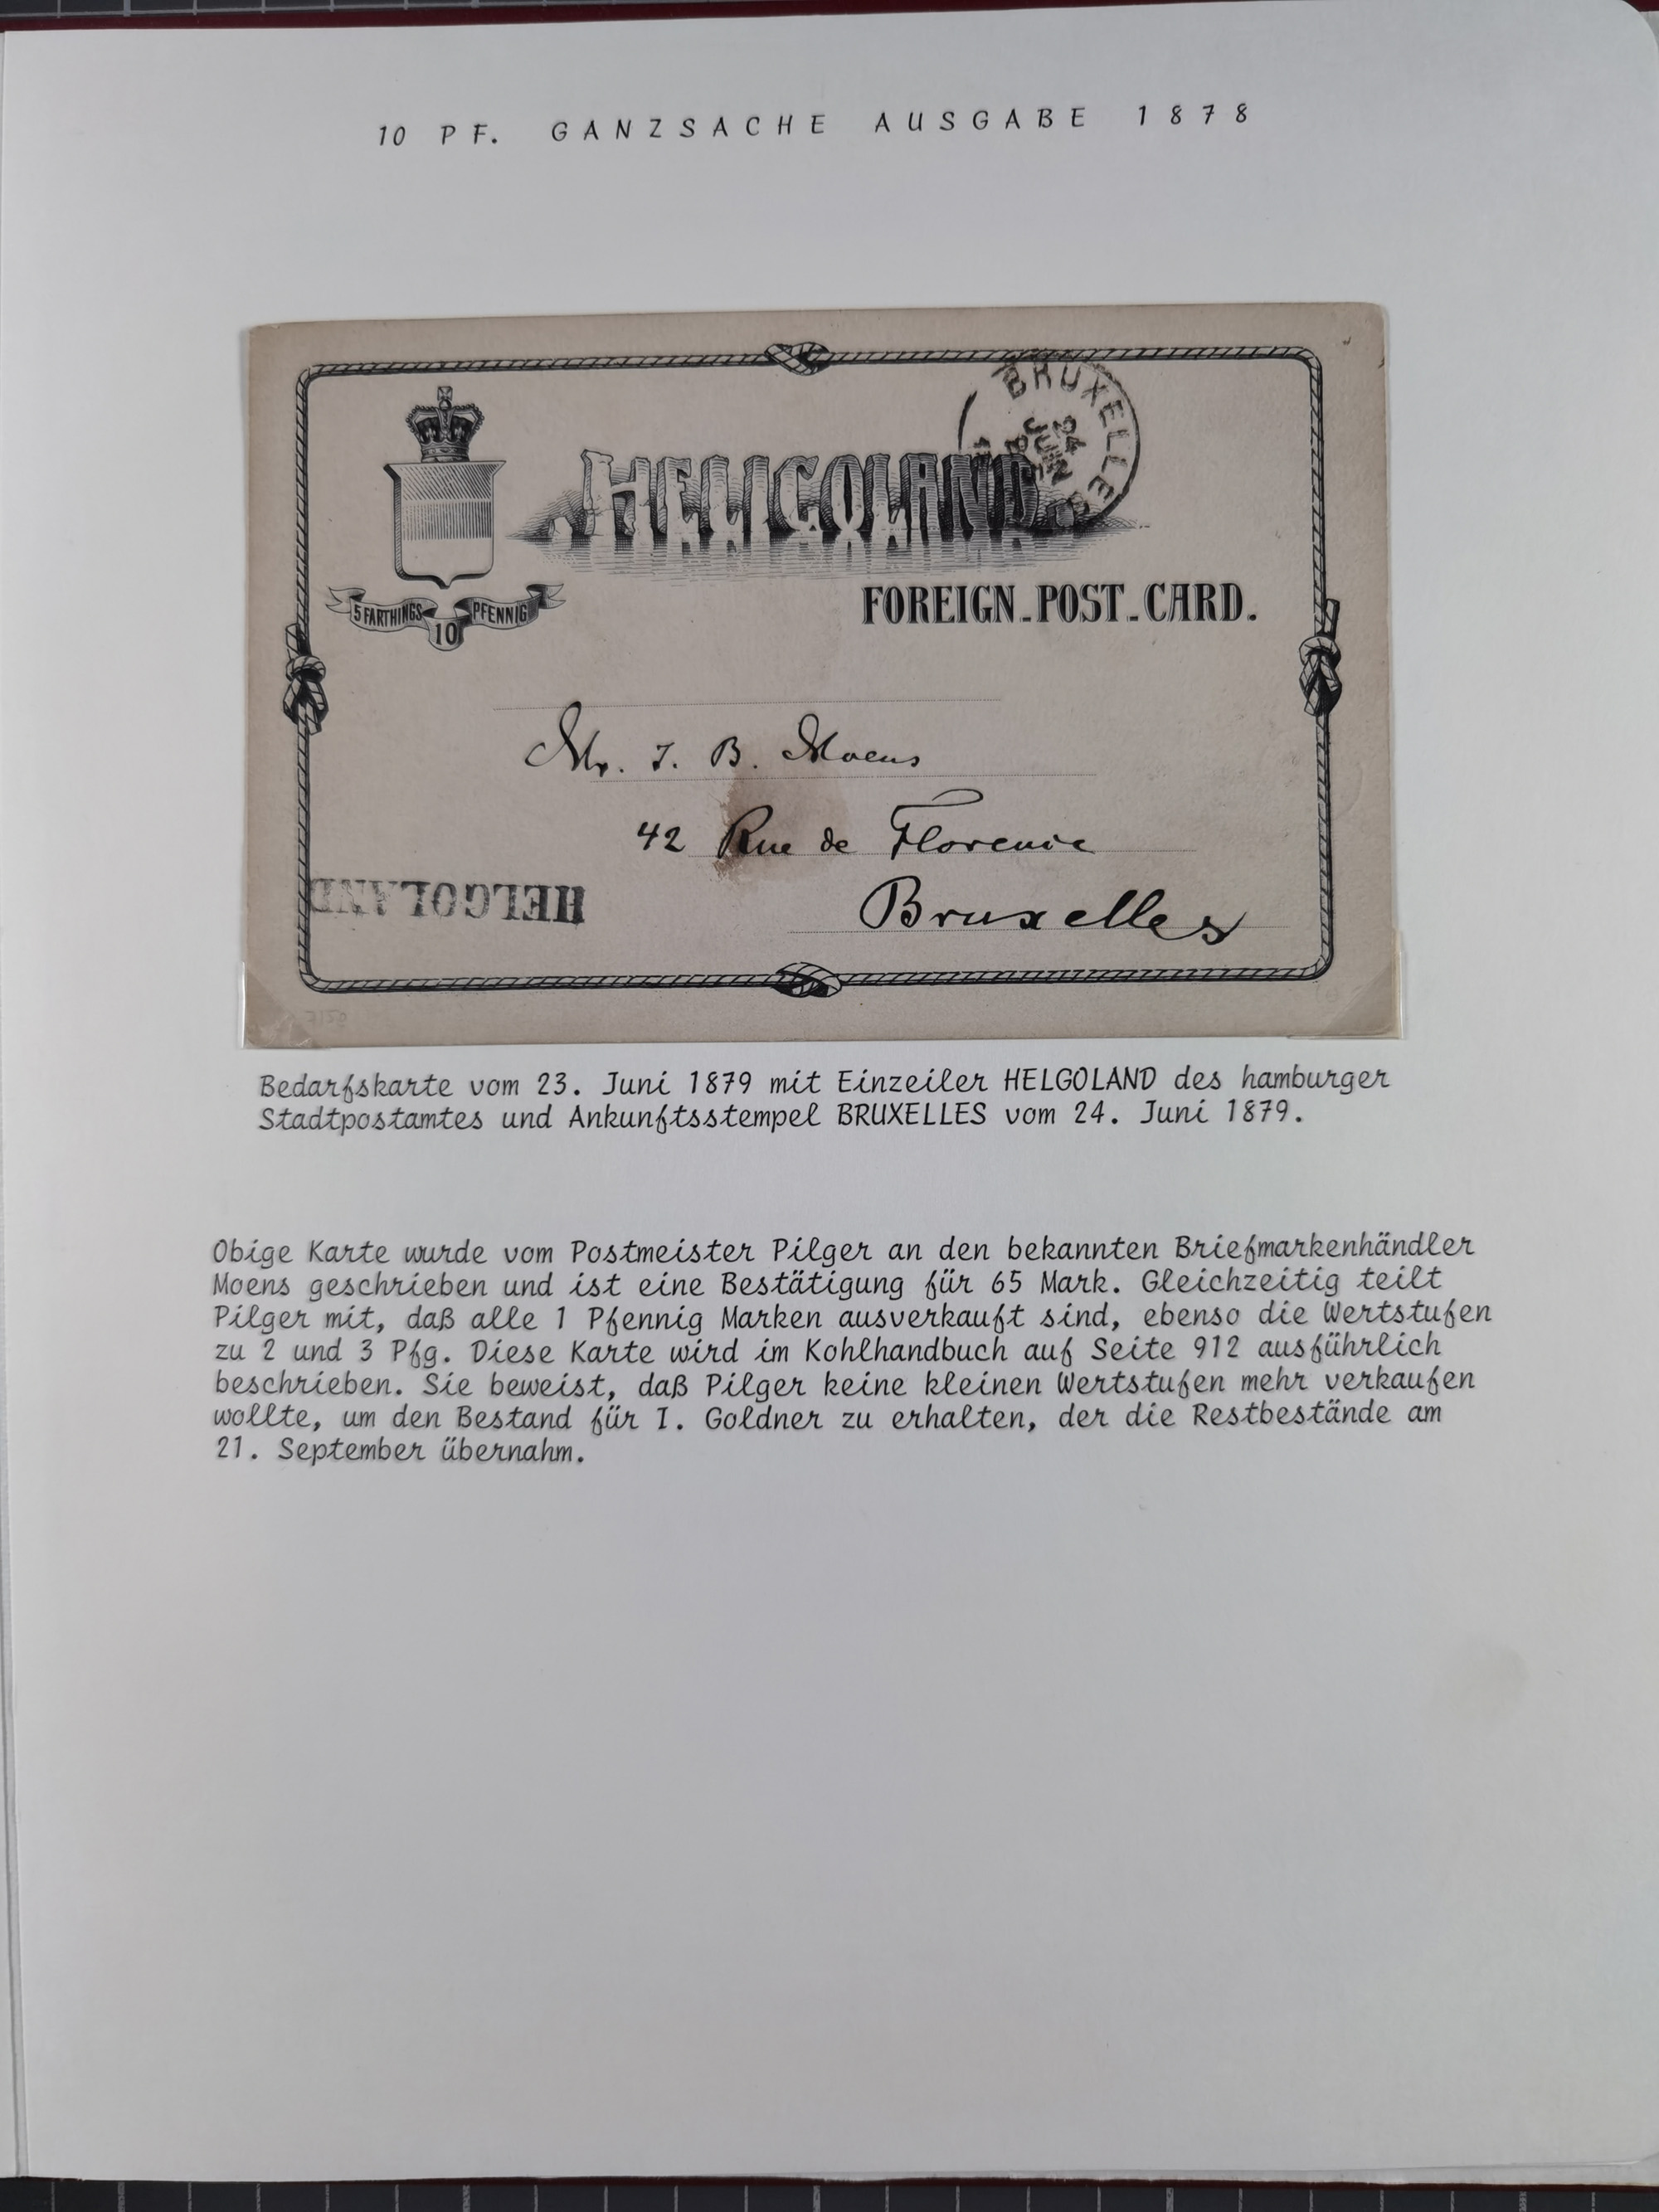 10 PF. GANZSACHE AUSGABE 1878
BRUXELLES
24
JUIN
HELIGOLAND
5 FARTHINGS 10 PFENNIG
FOREIGN_POST_CARD.
Mr. J. B. Moens
42 Rue de Florence
HELGOLAND
Bruxelles
Bedarfskarte vom 23. Juni 1879 mit Einzeiler HELGOLAND des hamburger
Stadtpostamtes und Ankunftsstempel BRUXELLES vom 24. Juni 1879.
Obige Karte wurde vom Postmeister Pilger an den bekannten Briefmarkenhändler
Moens geschrieben und ist eine Bestätigung für 65 Mark. Gleichzeitig teilt
Pilger mit, daß alle 1 Pfennig Marken ausverkauft sind, ebenso die Wertstufen
zu 2 und 3 Pfg. Diese Karte wird im Kohlhandbuch auf Seite 912 ausführlich
beschrieben. Sie beweist, daß Pilger keine kleinen Wertstufen mehr verkaufen
wollte, um den Bestand für I. Goldner zu erhalten, der die Restbestände am
21. September übernahm.